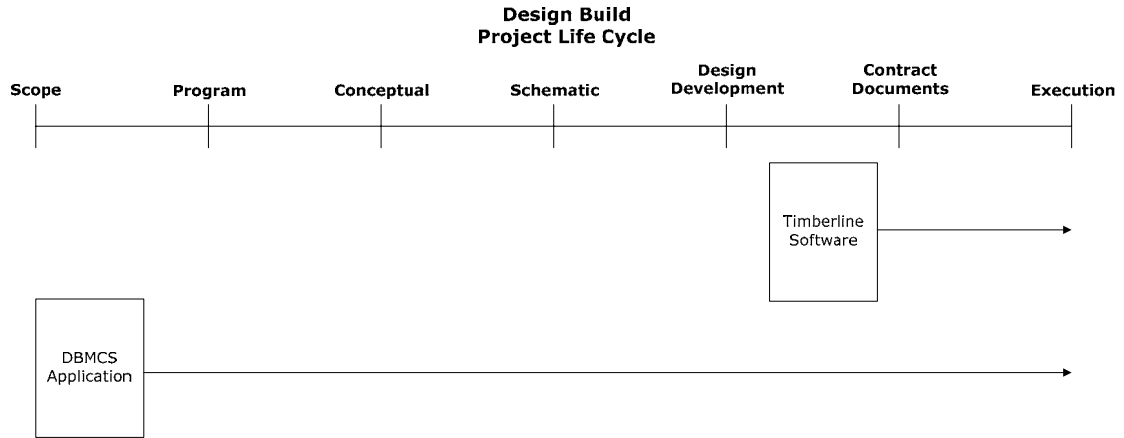 Design Build
Project Life Cycle
Scope
Program
Conceptual
Schematic
Design
Development
Contract
Documents
Execution
Timberline
Software
DBMCS
Application